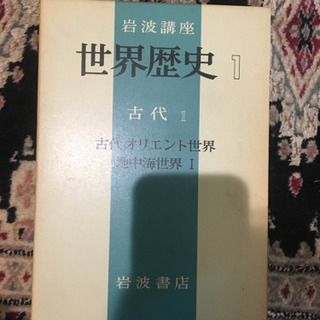 岩波講座
世界歴史 1
古代 1
古代オリエント世界
地中海世界 I
岩波書店